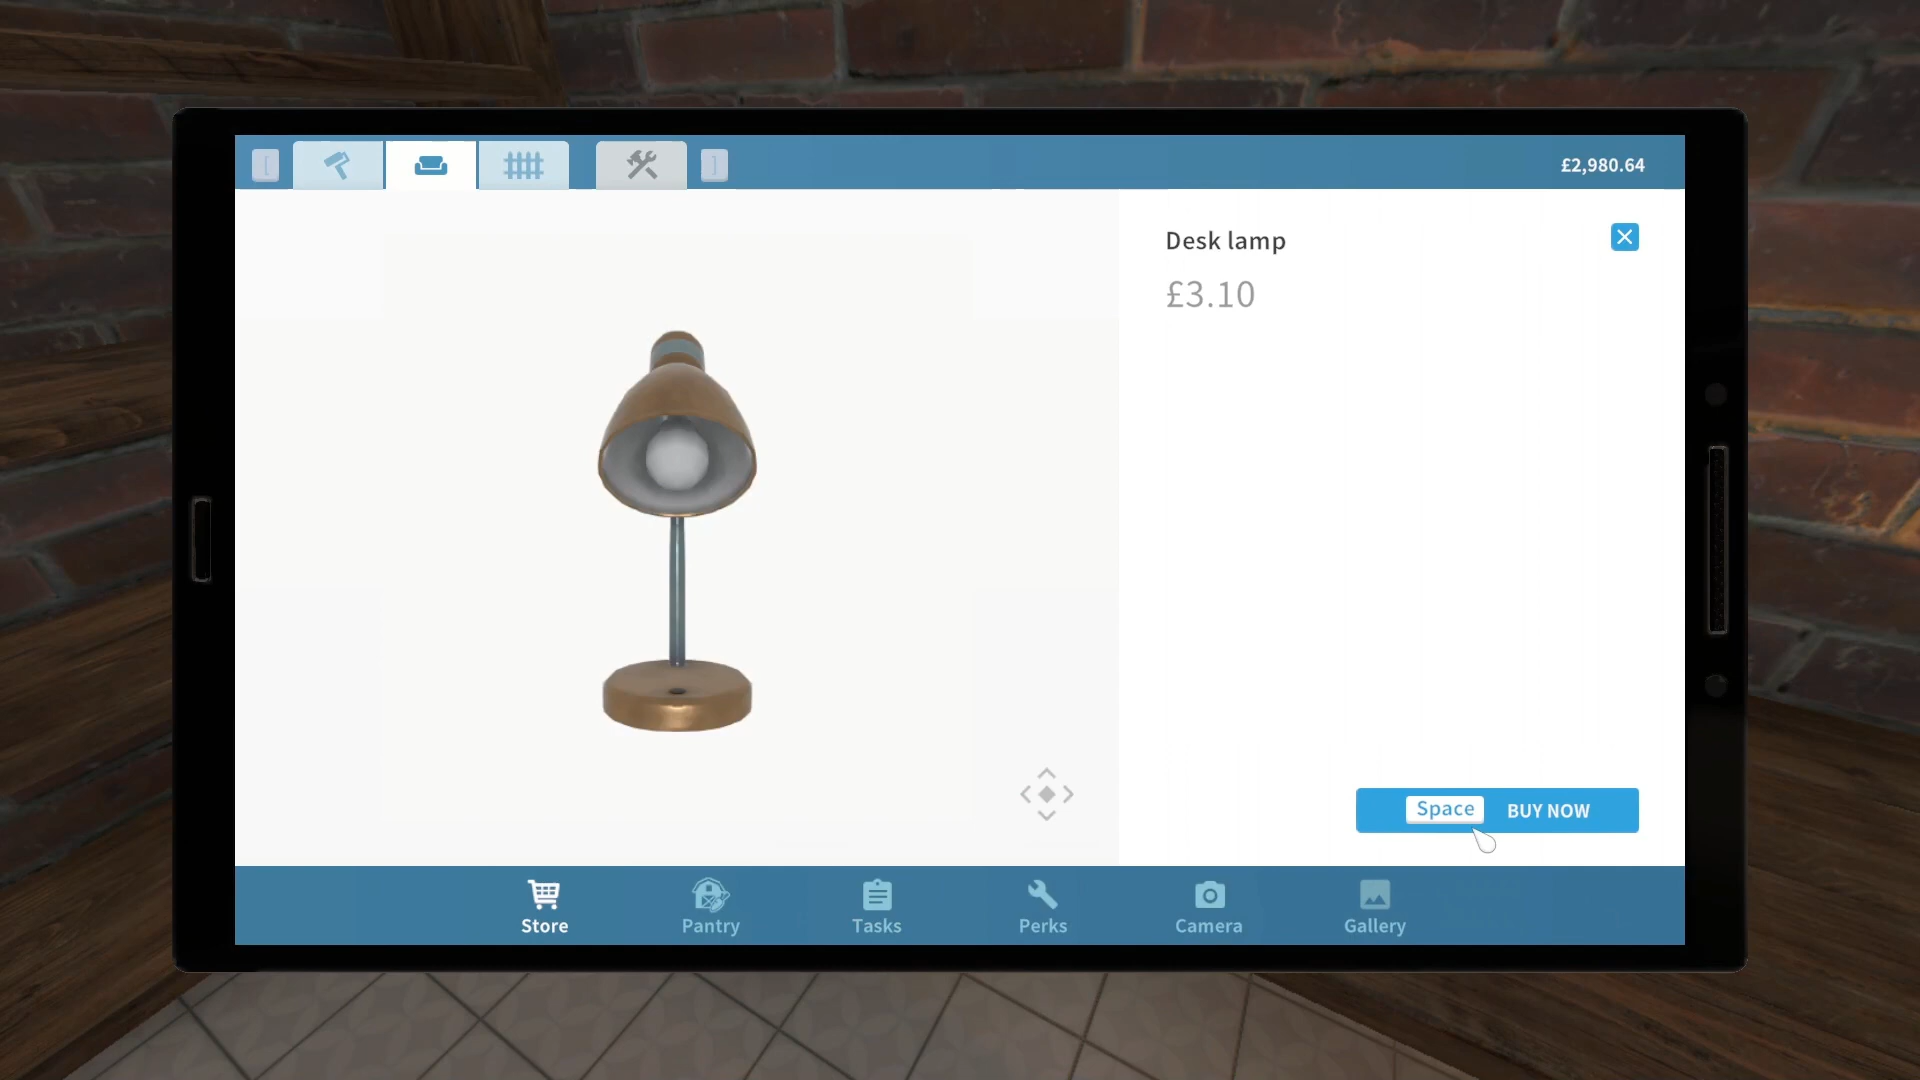 [
]
£2,980.64
Desk lamp
£3.10
Space BUY NOW
Store
Pantry
Tasks
Perks
Camera
Gallery